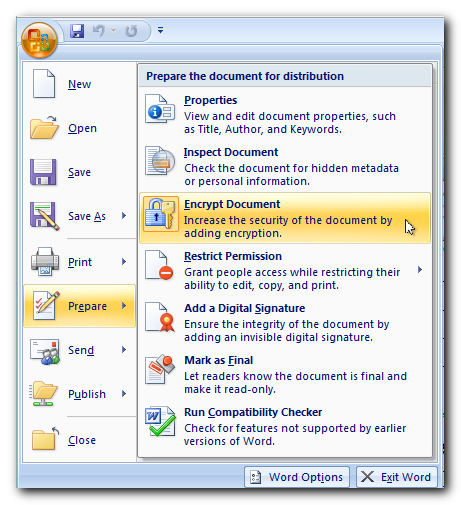 New
Open
Save
Save As
Print
Prepare
Send
Publish
Close
Prepare the document for distribution
Properties
View and edit document properties, such
as Title, Author, and Keywords.
Inspect Document
Check the document for hidden metadata
or personal information.
Encrypt Document
Increase the security of the document by
adding encryption.
Restrict Permission
Grant people access while restricting their
ability to edit, copy, and print.
Add a Digital Signature
Ensure the integrity of the document by
adding an invisible digital signature.
Mark as Final
Let readers know the document is final and
make it read-only.
Run Compatibility Checker
Check for features not supported by earlier
versions of Word.
Word Options
Exit Word